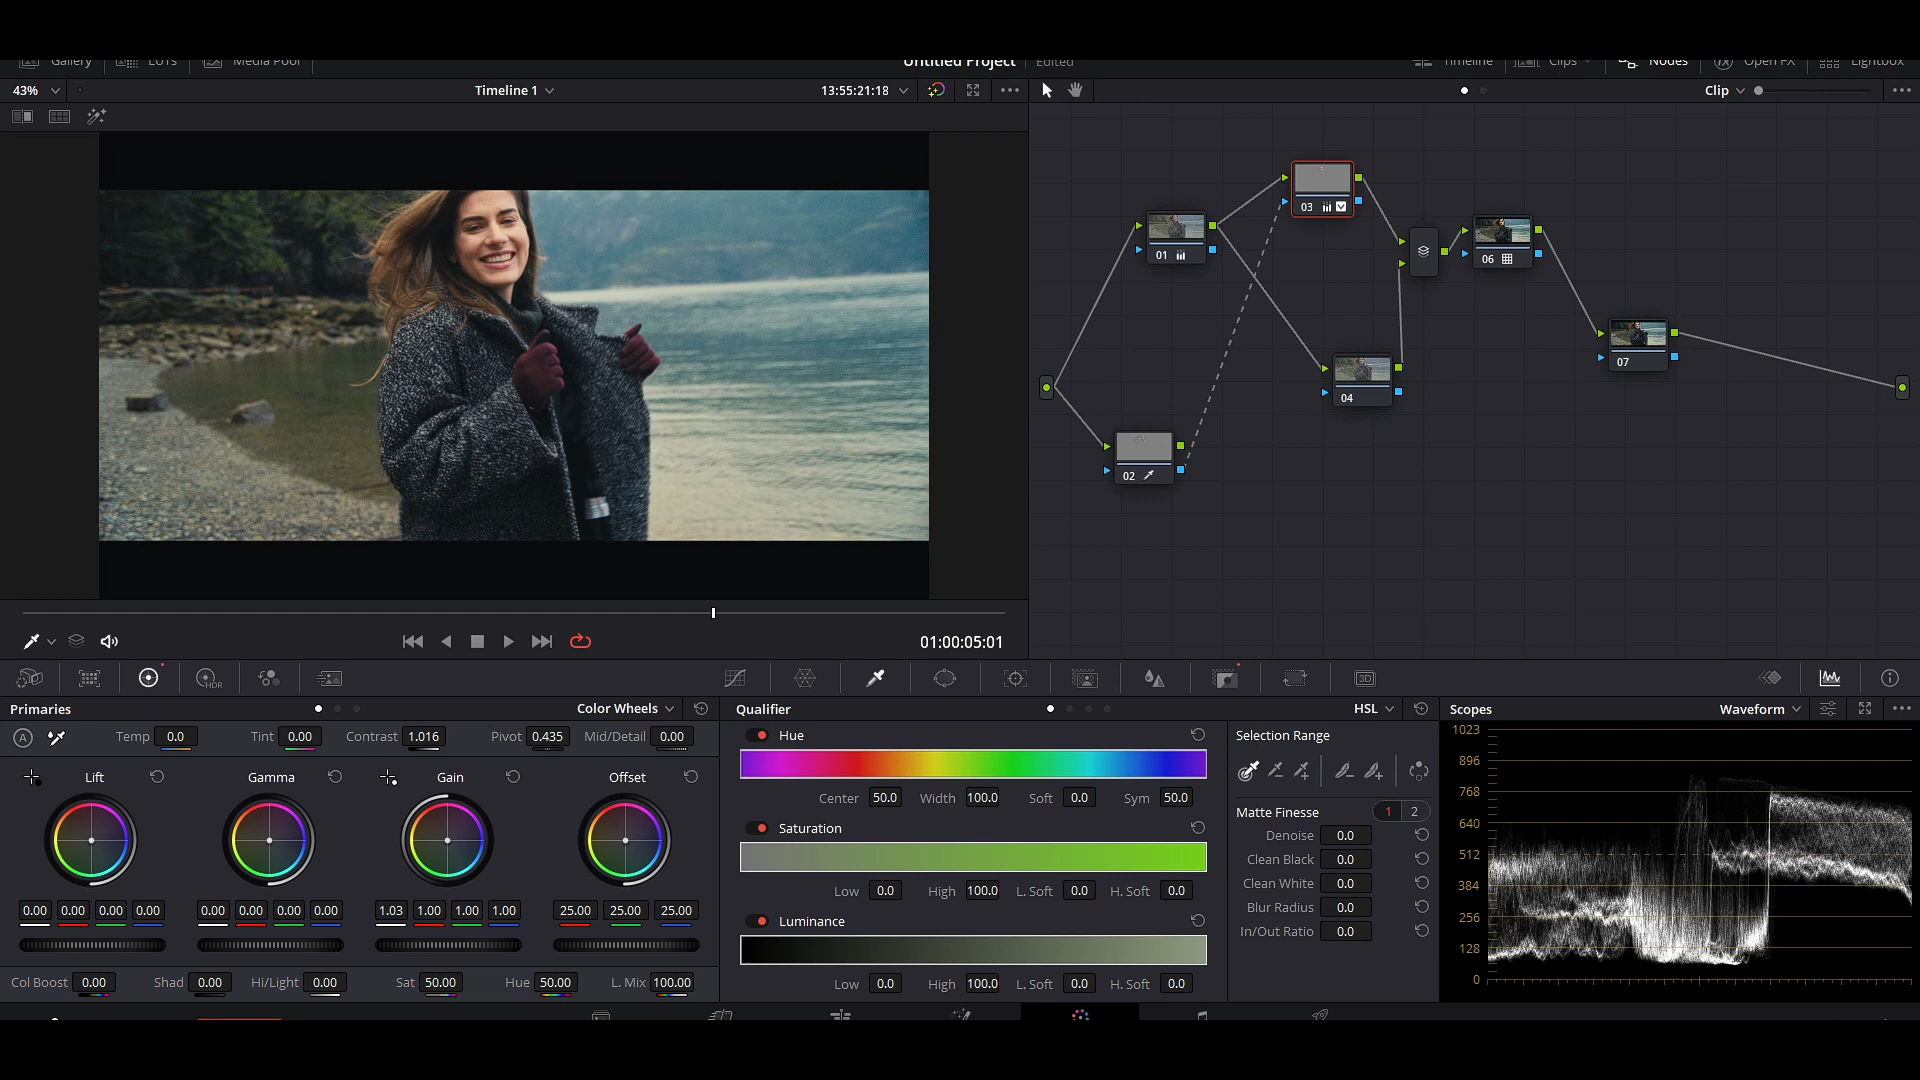 Gallery LUTs Media Pool Untitled Project Edited Timeline Clips Nodes Open FX Lightbox
43% Timeline 1 13:55:21:18 Clip
03
01
06
07
04
02
01:00:05:01
HDR 3D
Primaries Color Wheels Qualifier HSL Scopes Waveform
A Temp 0.0 Tint 0.00 Contrast 1.016 Pivot 0.435 Mid/Detail 0.00
Lift Gamma Gain Offset
0.00 0.00 0.00 0.00 0.00 0.00 0.00 0.00 1.03 1.00 1.00 1.00 25.00 25.00 25.00
Col Boost 0.00 Shad 0.00 Hi/Light 0.00 Sat 50.00 Hue 50.00 L. Mix 100.00
Hue
Center 50.0 Width 100.0 Soft 0.0 Sym 50.0
Saturation
Low 0.0 High 100.0 L. Soft 0.0 H. Soft 0.0
Luminance
Low 0.0 High 100.0 L. Soft 0.0 H. Soft 0.0
Selection Range
Matte Finesse 1 2
Denoise 0.0
Clean Black 0.0
Clean White 0.0
Blur Radius 0.0
In/Out Ratio 0.0
1023
896
768
640
512
384
256
128
0